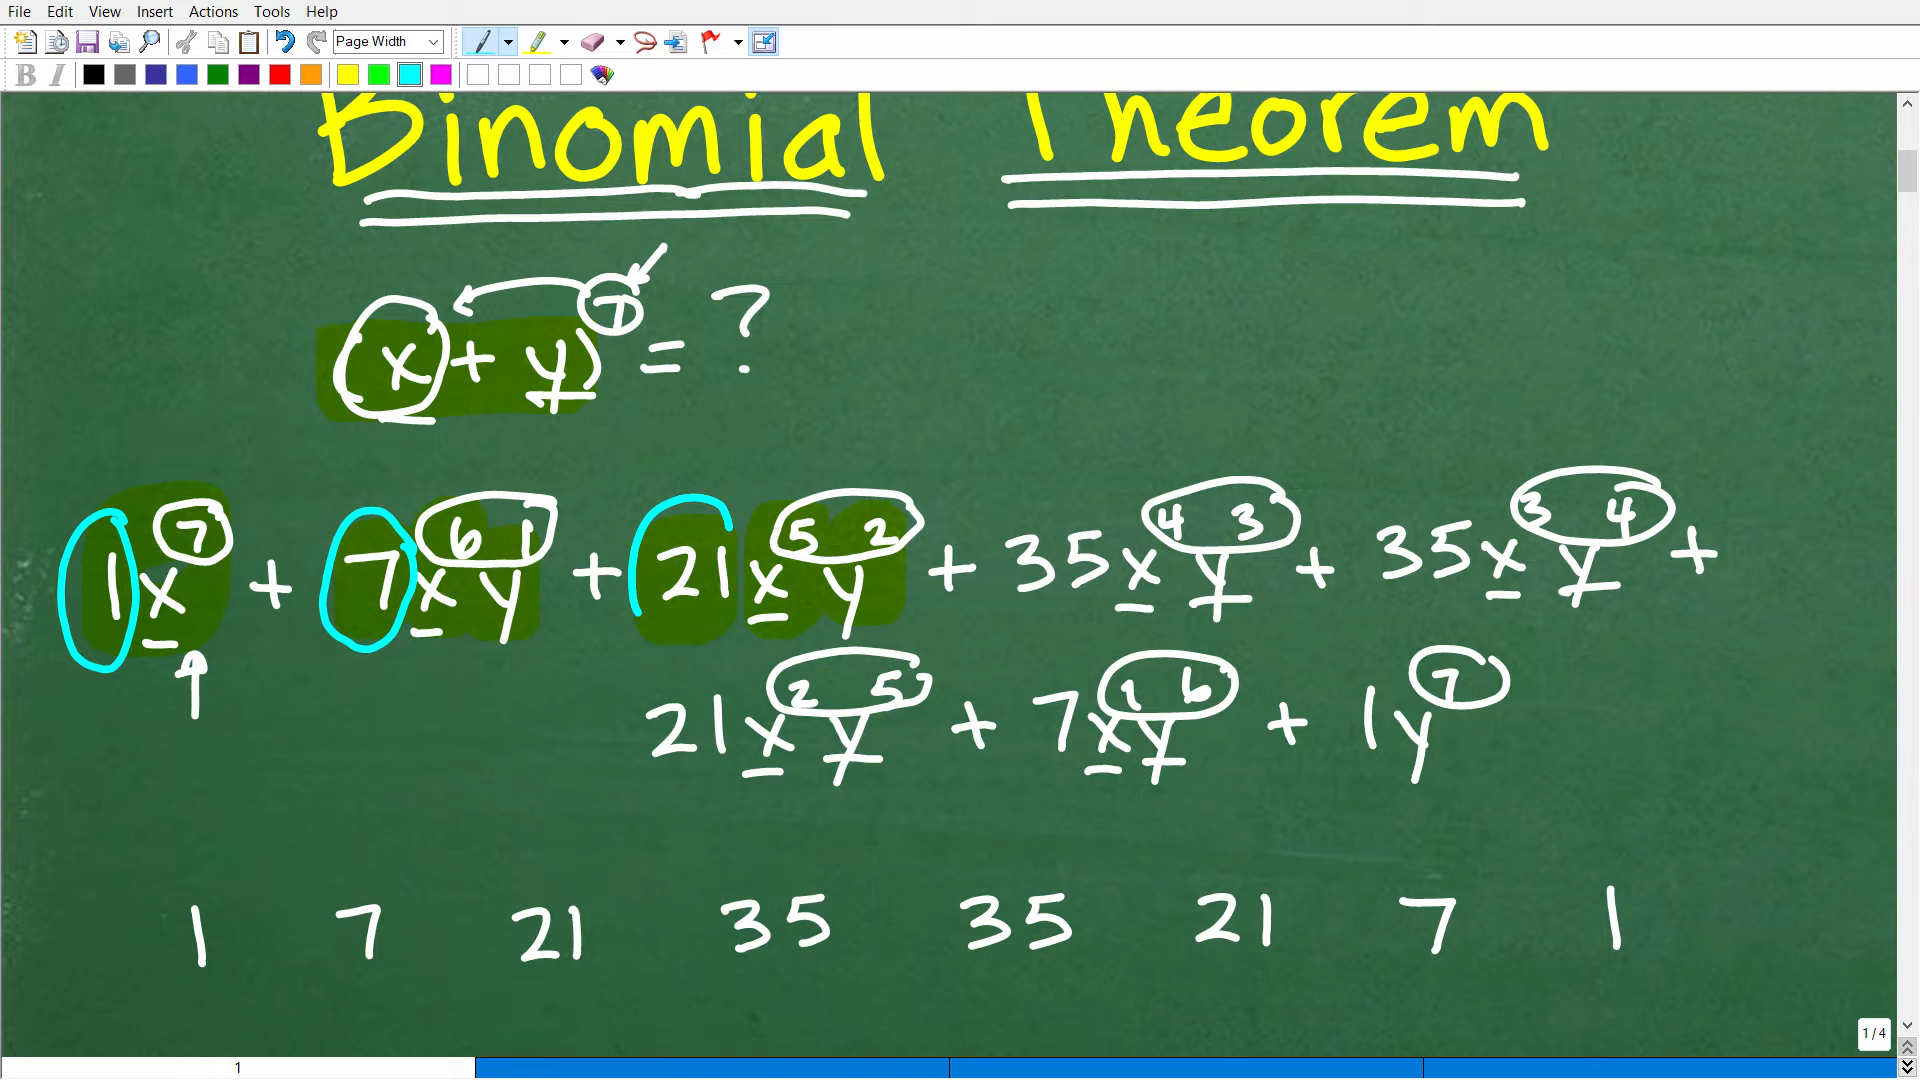 File Edit View Insert Actions Tools Help
Page Width
B I
Binomial Theorem
(x + y)⁷ = ?
1x⁷ + 7x⁶y¹ + 21x⁵y² + 35x⁴y³ + 35x³y⁴ +
21x²y⁵ + 7x¹y⁶ + 1y⁷
1 7 21 35 35 21 7 1
1 / 4
1